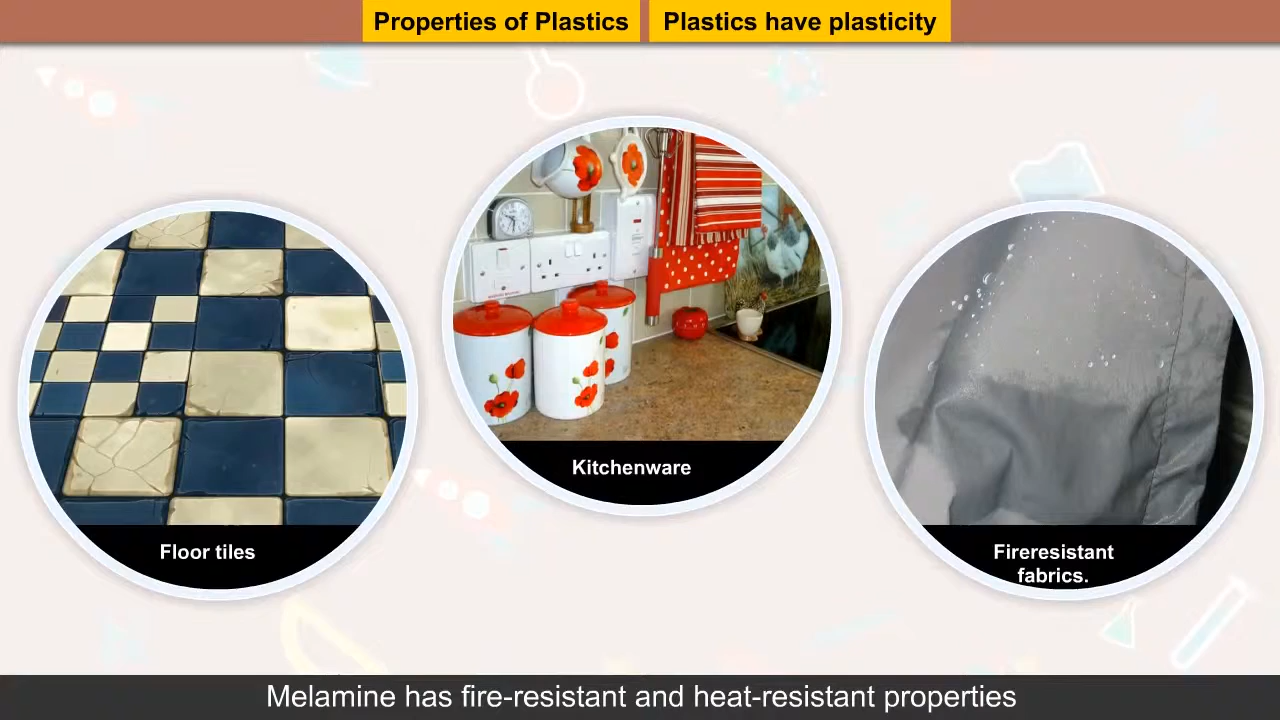 Properties of Plastics
Plastics have plasticity
Kitchenware
Floor tiles
Fireresistant
fabrics.
Melamine has fire-resistant and heat-resistant properties